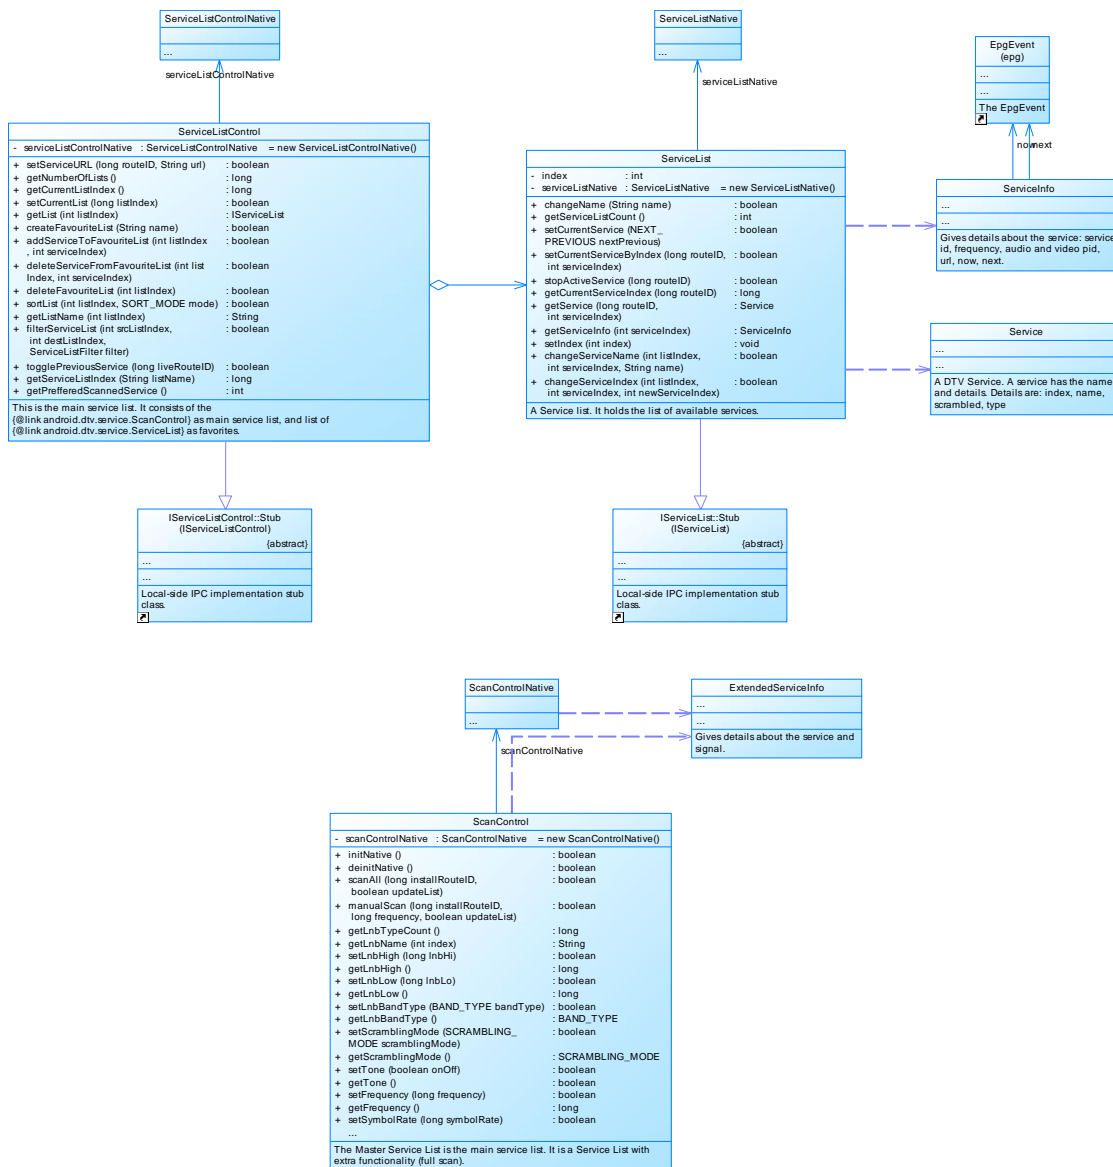 ServiceListControlNative
...
serviceListControlNative
ServiceListNative
...
serviceListNative
EpgEvent
(epg)
...
...
The EpgEvent
now
next
ServiceListControl
- serviceListControlNative : ServiceListControlNative = new ServiceListControlNative()
+ setServiceURL (long routeID, String url) : boolean
+ getNumberOfLists () : long
+ getCurrentListIndex () : long
+ setCurrentList (long listIndex) : boolean
+ getList (int listIndex) : IServiceList
+ createFavouriteList (String name) : boolean
+ addServiceToFavouriteList (int listIndex : boolean
, int serviceIndex)
+ deleteServiceFromFavouriteList (int list : boolean
Index, int serviceIndex)
+ deleteFavouriteList (int listIndex) : boolean
+ sortList (int listIndex, SORT_MODE mode) : boolean
+ getListName (int listIndex) : String
+ filterServiceList (int srcListIndex, : boolean
int destListIndex,
ServiceListFilter filter)
+ togglePreviousService (long liveRouteID) : boolean
+ getServiceListIndex (String listName) : long
+ getPrefferedScannedService () : int
This is the main service list. It consists of the
{@link android.dtv.service.ScanControl} as main service list, and list of
{@link android.dtv.service.ServiceList} as favorites.
ServiceList
- index : int
- serviceListNative : ServiceListNative = new ServiceListNative()
+ changeName (String name) : boolean
+ getServiceListCount () : int
+ setCurrentService (NEXT_ : boolean
PREVIOUS nextPrevious)
+ setCurrentServiceByIndex (long routeID, : boolean
int serviceIndex)
+ stopActiveService (long routeID) : boolean
+ getCurrentServiceIndex (long routeID) : long
+ getService (long routeID, : Service
int serviceIndex)
+ getServiceInfo (int serviceIndex) : ServiceInfo
+ setIndex (int index) : void
+ changeServiceName (int listIndex, : boolean
int serviceIndex, String name)
+ changeServiceIndex (int listIndex, : boolean
int serviceIndex, int newServiceIndex)
A Service list. It holds the list of available services.
ServiceInfo
...
...
Gives details about the service: service
id, frequency, audio and video pid,
url, now, next.
Service
...
...
A DTV Service. A service has the name
and details. Details are: index, name,
scrambled, type
IServiceListControl::Stub
(IServiceListControl)
{abstract}
...
...
Local-side IPC implementation stub
class.
IServiceList::Stub
(IServiceList)
{abstract}
...
...
Local-side IPC implementation stub
class.
ScanControlNative
...
scanControlNative
ExtendedServiceInfo
...
...
Gives details about the service and
signal.
ScanControl
- scanControlNative : ScanControlNative = new ScanControlNative()
+ initNative () : boolean
+ deinitNative () : boolean
+ scanAll (long installRouteID, : boolean
boolean updateList)
+ manualScan (long installRouteID, : boolean
long frequency, boolean updateList)
+ getLnbTypeCount () : long
+ getLnbName (int index) : String
+ setLnbHigh (long lnbHi) : boolean
+ getLnbHigh () : long
+ setLnbLow (long lnbLo) : boolean
+ getLnbLow () : long
+ setLnbBandType (BAND_TYPE bandType) : boolean
+ getLnbBandType () : BAND_TYPE
+ setScramblingMode (SCRAMBLING_ : boolean
MODE scramblingMode)
+ getScramblingMode () : SCRAMBLING_MODE
+ setTone (boolean onOff) : boolean
+ getTone () : boolean
+ setFrequency (long frequency) : boolean
+ getFrequency () : long
+ setSymbolRate (long symbolRate) : boolean
...
The Master Service List is the main service list. It is a Service List with
extra functionality (full scan).